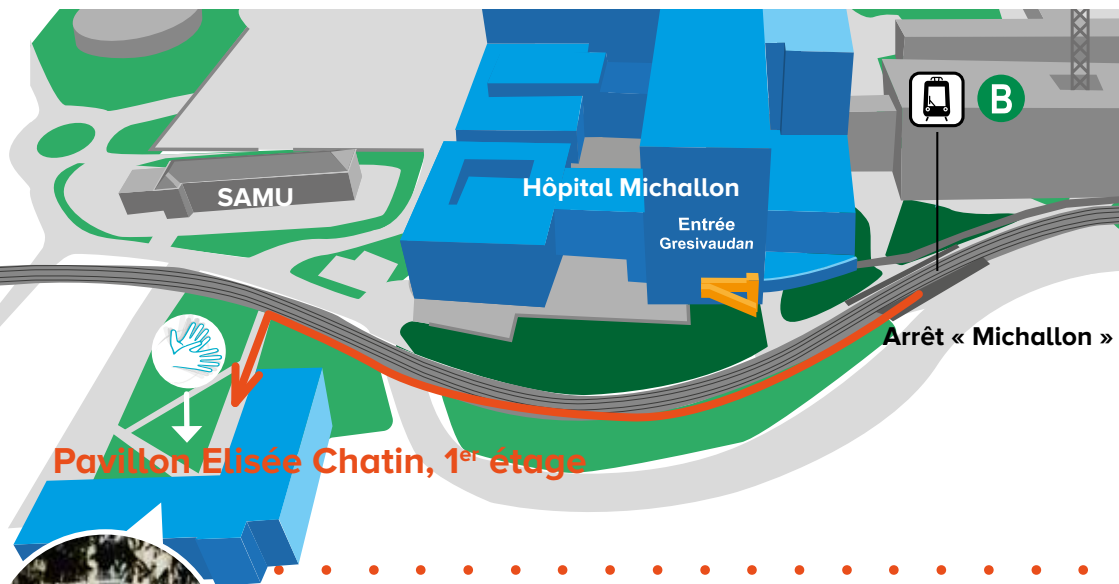 B
SAMU
Hôpital Michallon
Entrée
Gresivaudan
Arrêt « Michallon »
Pavillon Elisée Chatin, 1er étage